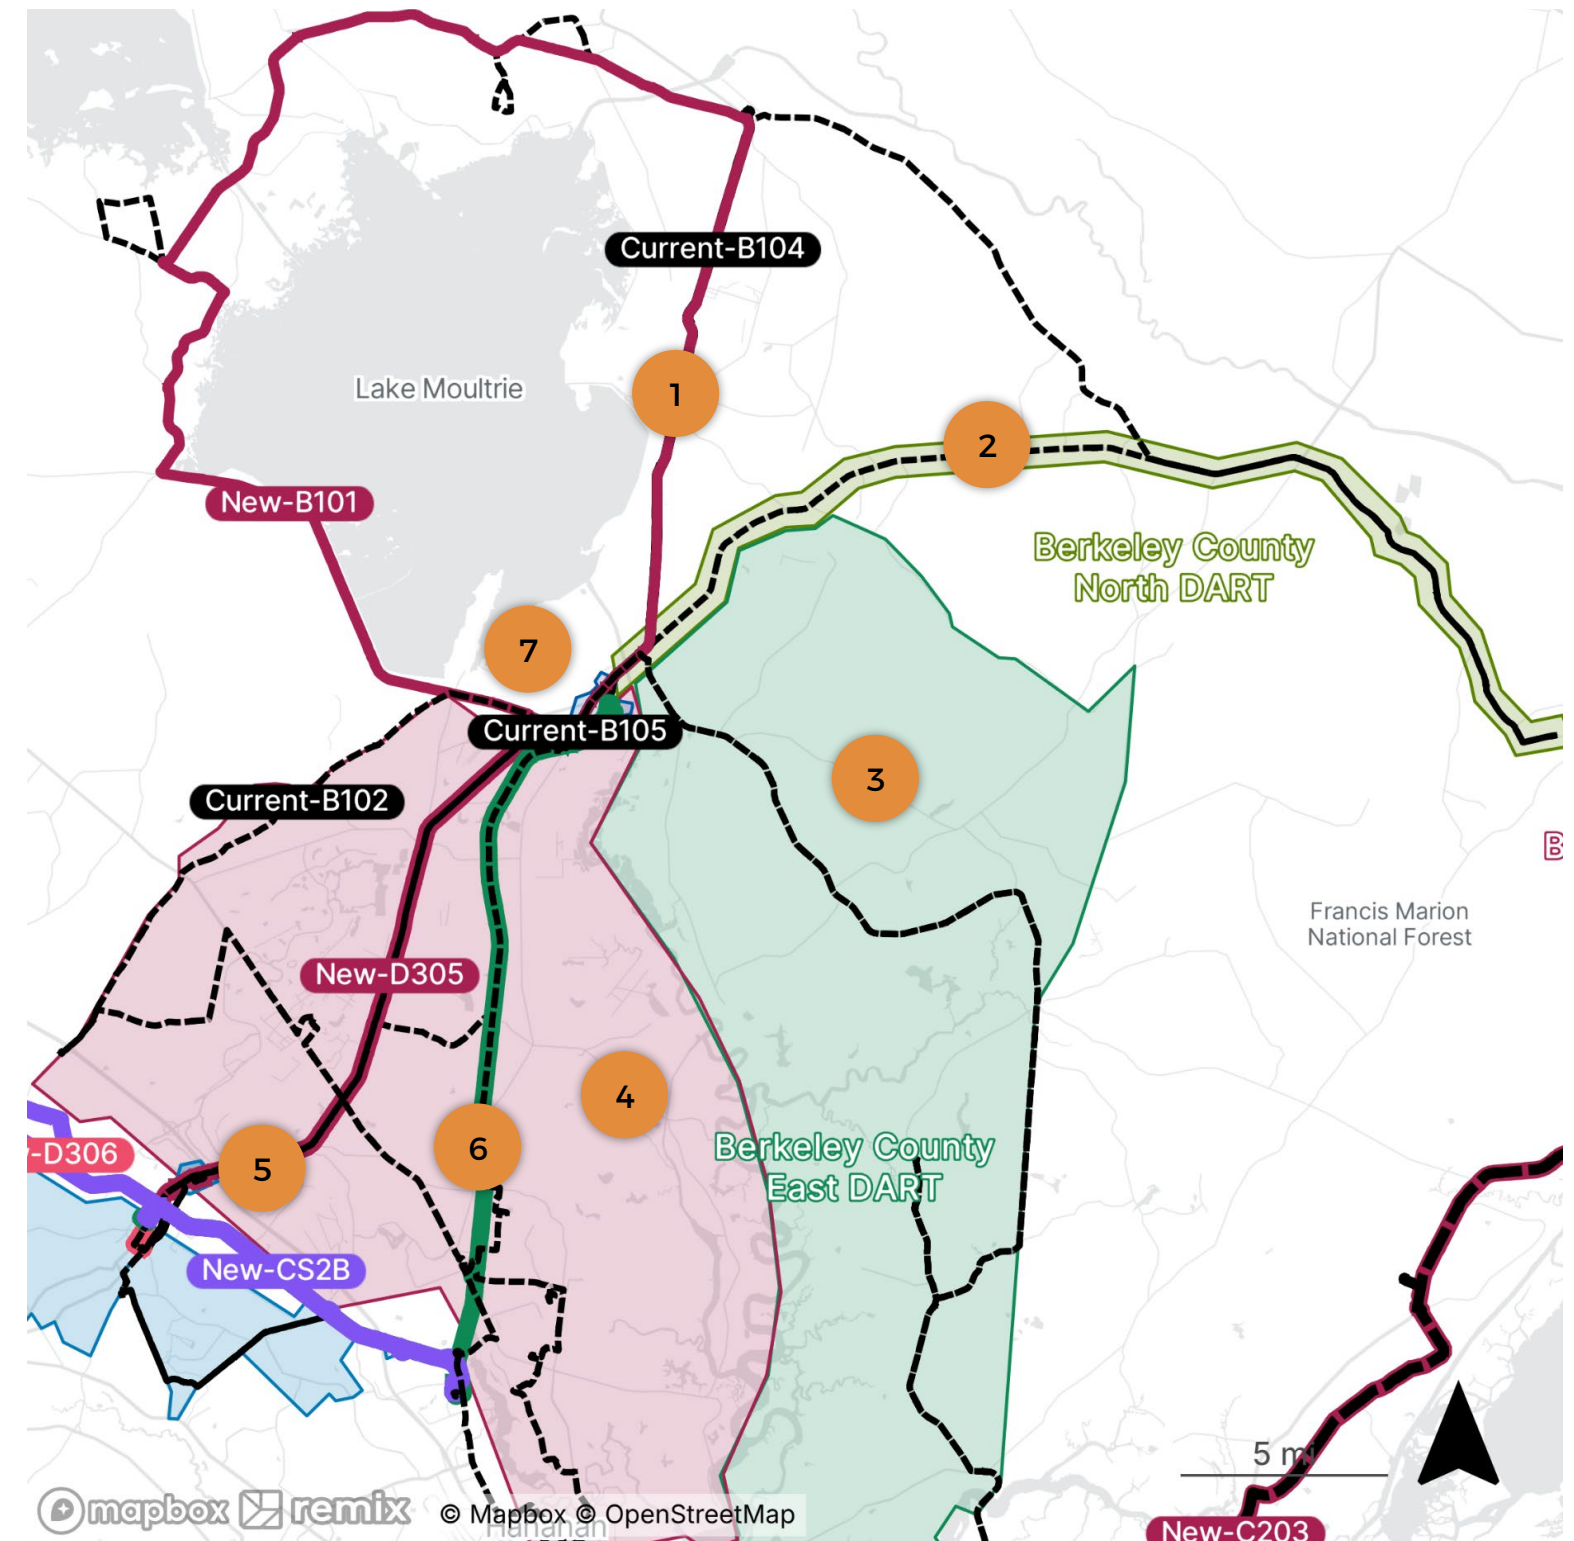 Current-B104
Lake Moultrie
1
2
New-B101
Berkeley County
North DART
7
Current-B105
3
Current-B102
B
Francis Marion
National Forest
New-D305
4
6
Berkeley County
East DART
-D306
5
New-CS2B
5 mi
mapbox remix © Mapbox © OpenStreetMap
Hanahan
New-C203